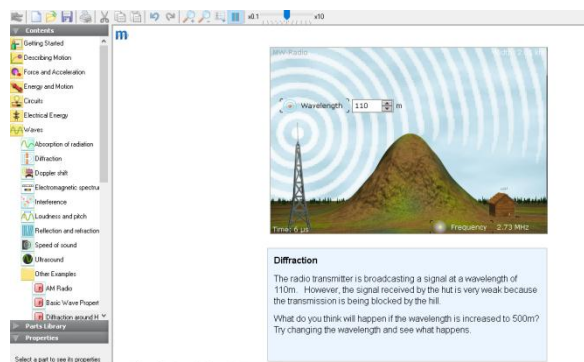 x0.1
x10
Contents
Getting Started
Describing Motion
Force and Acceleration
Energy and Motion
Circuits
Electrical Energy
Waves
Absorption of radiation
Diffraction
Doppler shift
Electromagnetic spectru
Interference
Loudness and pitch
Reflection and refraction
Speed of sound
Ultrasound
Other Examples
AM Radio
Basic Wave Propert
Diffraction around H
Parts Library
Properties
Select a part to see its properties
m
MW Radio
Wavelength 110 m
Time: 6 µs
Frequency 2.73 MHz
Diffraction
The radio transmitter is broadcasting a signal at a wavelength of
110m. However, the signal received by the hut is very weak because
the transmission is being blocked by the hill.
What do you think will happen if the wavelength is increased to 500m?
Try changing the wavelength and see what happens.